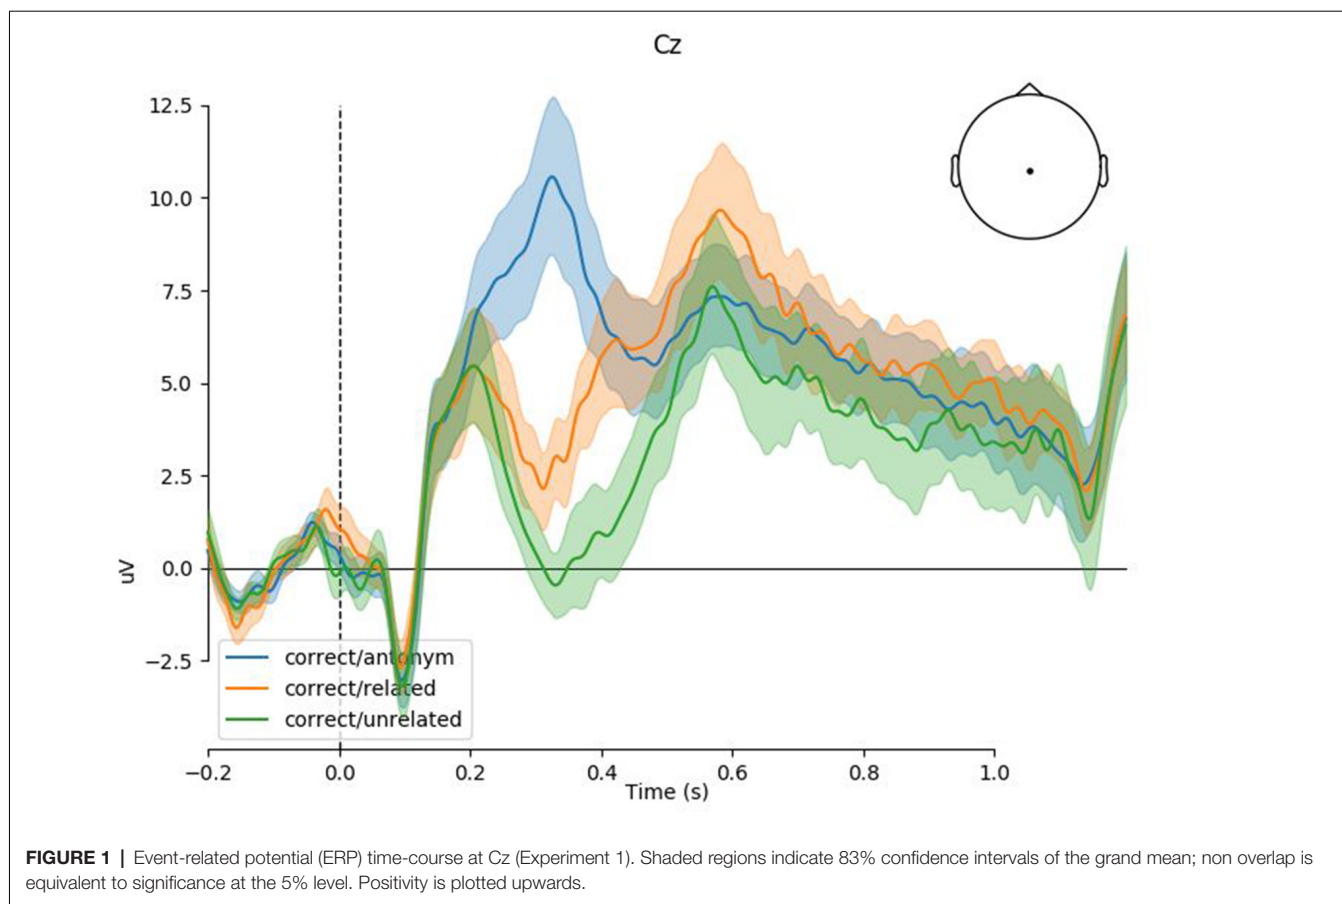 Cz
12.5
10.0
7.5
5.0
2.5
0.0
−2.5
uV
correct/antonym
correct/related
correct/unrelated
−0.2 0.0 0.2 0.4 0.6 0.8 1.0
Time (s)
FIGURE 1 | Event-related potential (ERP) time-course at Cz (Experiment 1). Shaded regions indicate 83% confidence intervals of the grand mean; non overlap is
equivalent to significance at the 5% level. Positivity is plotted upwards.